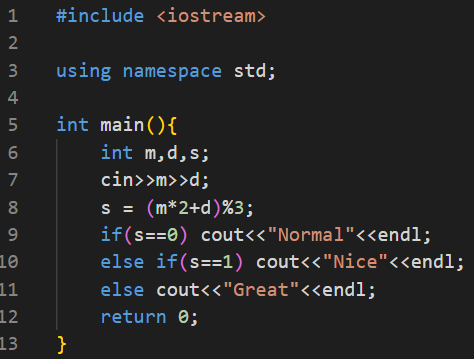 1 #include <iostream>
2
3 using namespace std;
4
5 int main(){
6 int m,d,s;
7 cin>>m>>d;
8 s = (m*2+d)%3;
9 if(s==0) cout<<"Normal"<<endl;
10 else if(s==1) cout<<"Nice"<<endl;
11 else cout<<"Great"<<endl;
12 return 0;
13 }